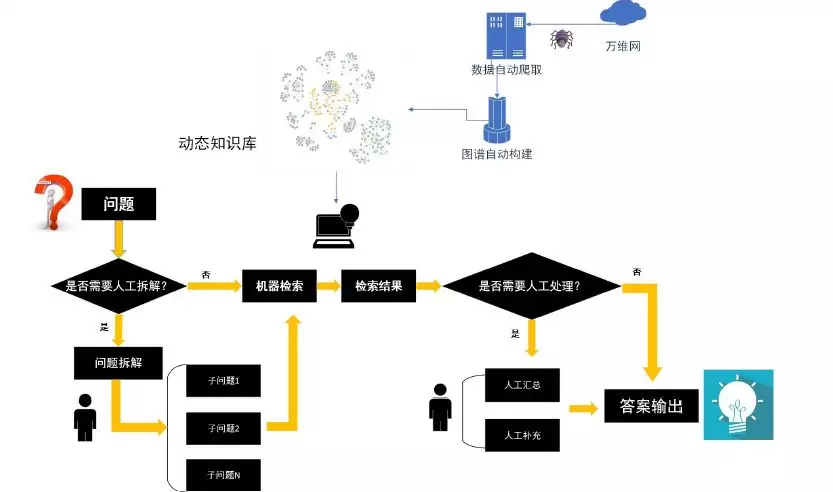 万维网
数据自动爬取
动态知识库
图谱自动构建
问题
是否需要人工拆解？
否
机器检索
检索结果
是否需要人工处理？
否
是
是
问题拆解
子问题1
子问题2
子问题N
人工汇总
人工补充
答案输出